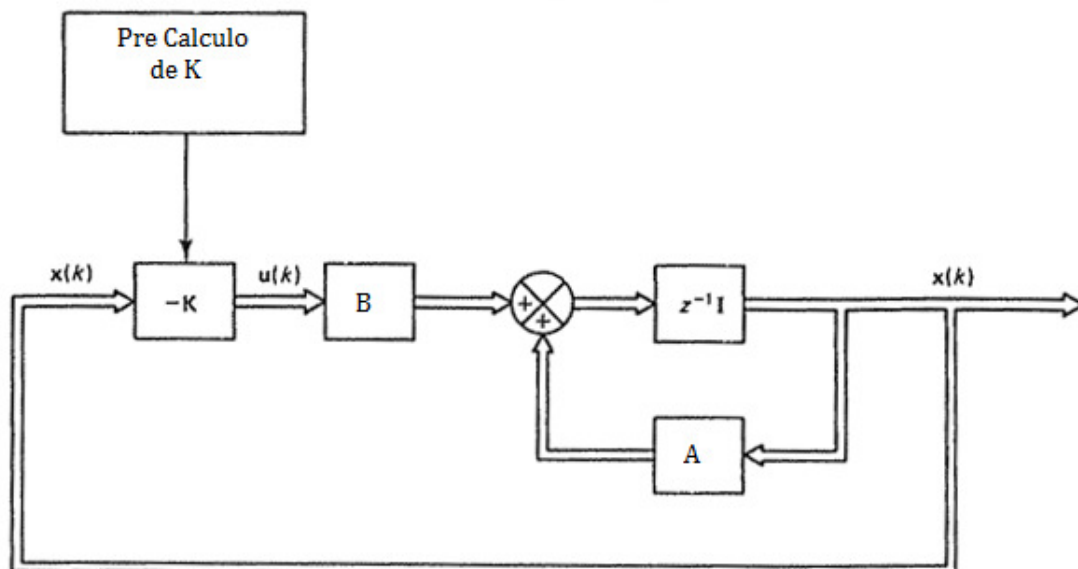 Pre Calculo
de K
x(k)
−K
u(k)
B
+
+
z⁻¹I
x(k)
A